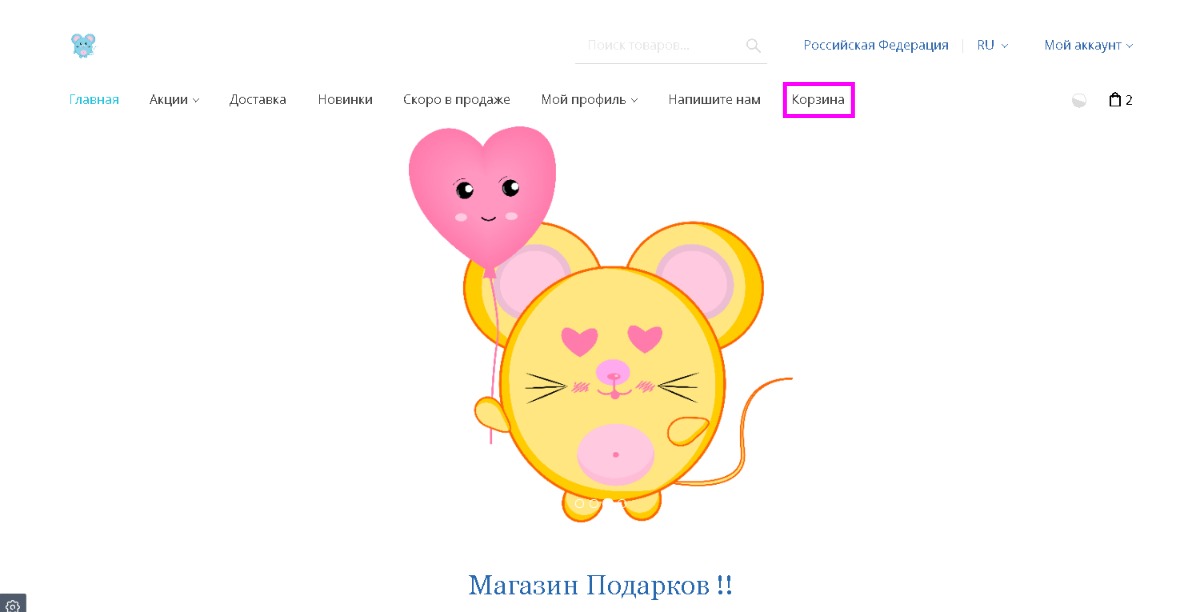 Поиск товаров...
Российская Федерация
RU
Мой аккаунт
Главная Акции Доставка Новинки Скоро в продаже Мой профиль Напишите нам Корзина 2
Магазин Подарков !!